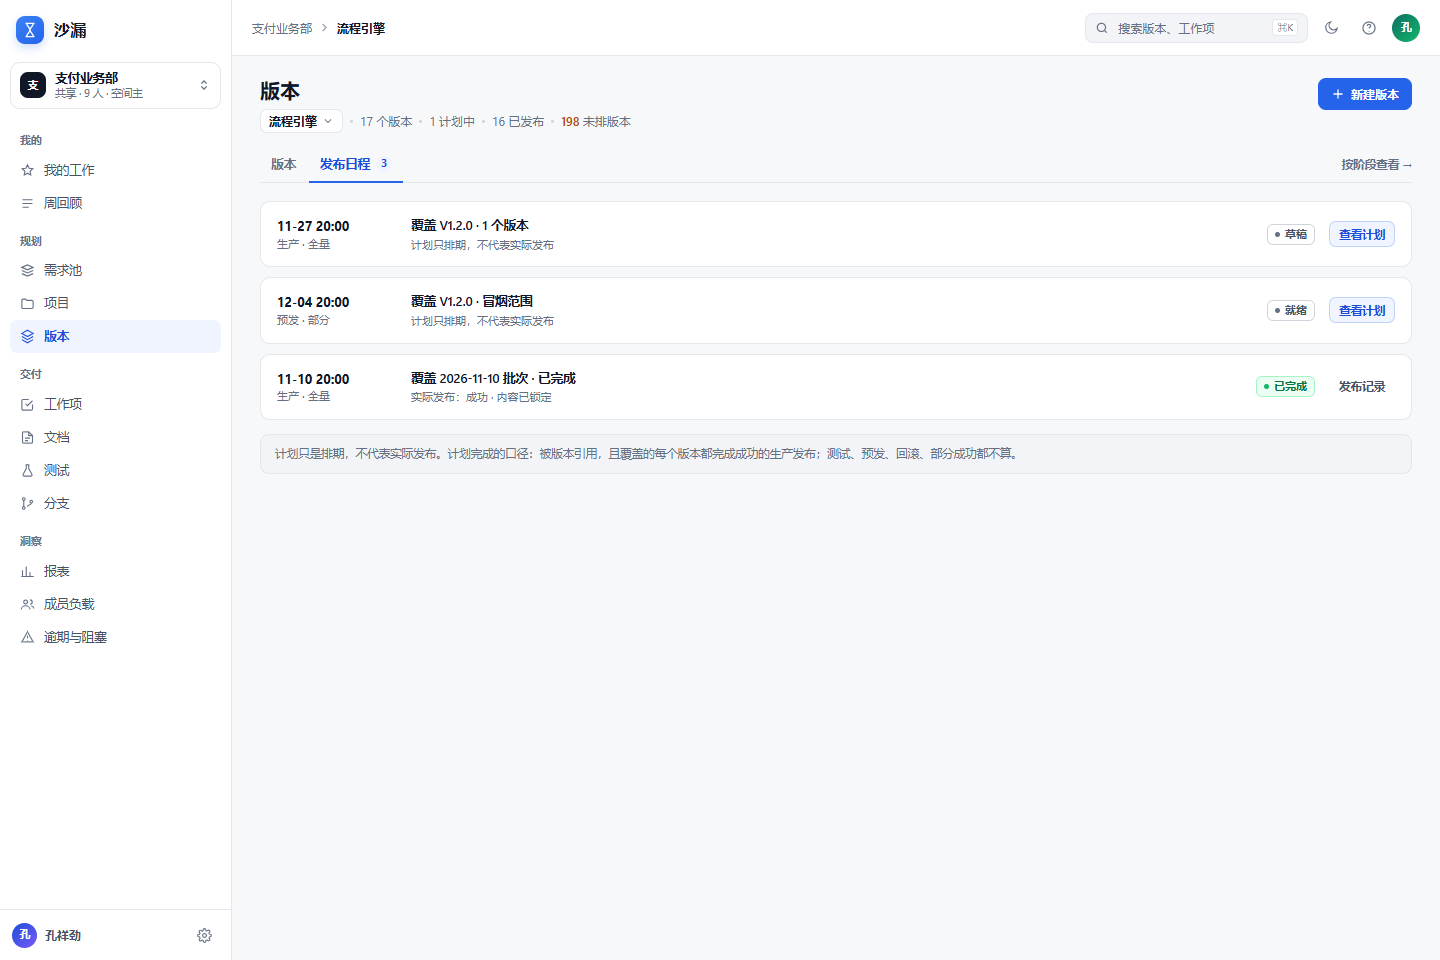 沙漏
支付业务部 › 流程引擎
搜索版本、工作项 ⌘K
孔
支
支付业务部
共享 · 9 人 · 空间主
我的
我的工作
周回顾
规划
需求池
项目
版本
交付
工作项
文档
测试
分支
洞察
报表
成员负载
逾期与阻塞
孔 孔祥劲
版本
+ 新建版本
流程引擎 • 17 个版本 • 1 计划中 • 16 已发布 • 198 未排版本
版本 发布日程 3 按阶段查看 →
11-27 20:00
生产 · 全量
覆盖 V1.2.0 · 1 个版本
计划只排期，不代表实际发布
草稿 查看计划
12-04 20:00
预发 · 部分
覆盖 V1.2.0 · 冒烟范围
计划只排期，不代表实际发布
就绪 查看计划
11-10 20:00
生产 · 全量
覆盖 2026-11-10 批次 · 已完成
实际发布：成功 · 内容已锁定
已完成 发布记录
计划只是排期，不代表实际发布。计划完成的口径：被版本引用，且覆盖的每个版本都完成成功的生产发布；测试、预发、回滚、部分成功都不算。